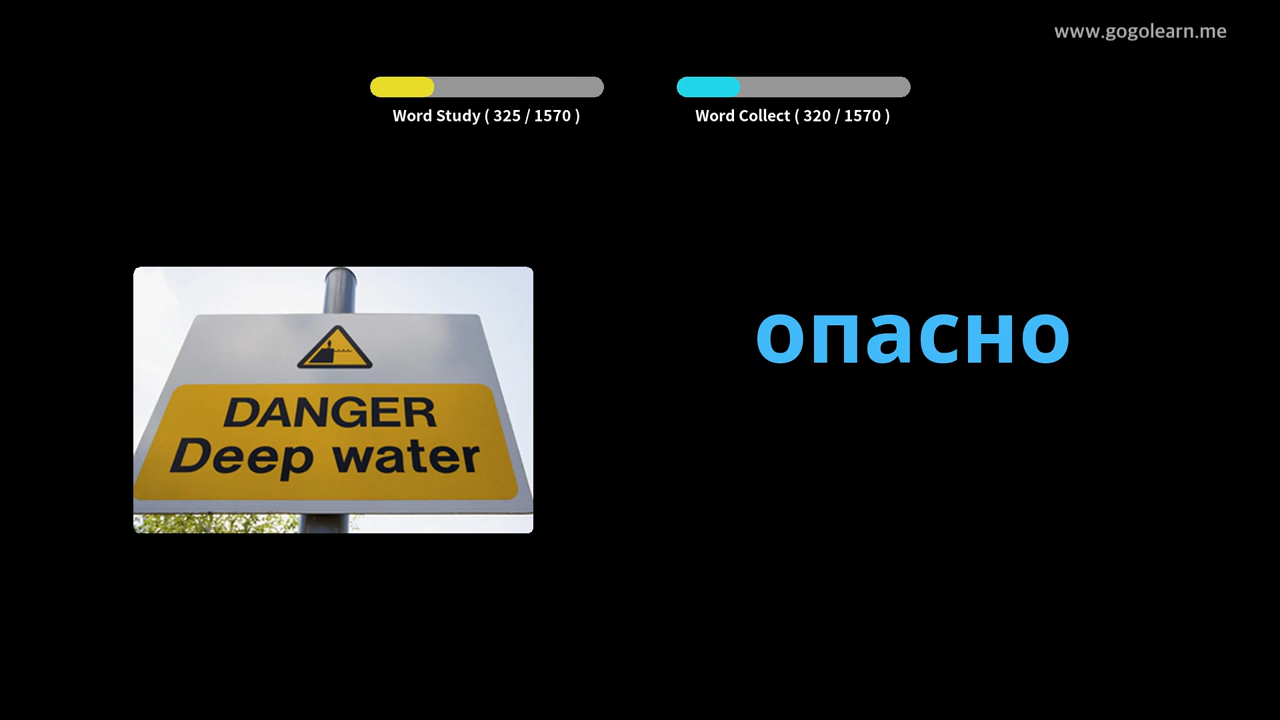 www.gogolearn.me
Word Study ( 325 / 1570 )
Word Collect ( 320 / 1570 )
DANGER
Deep water
опасно